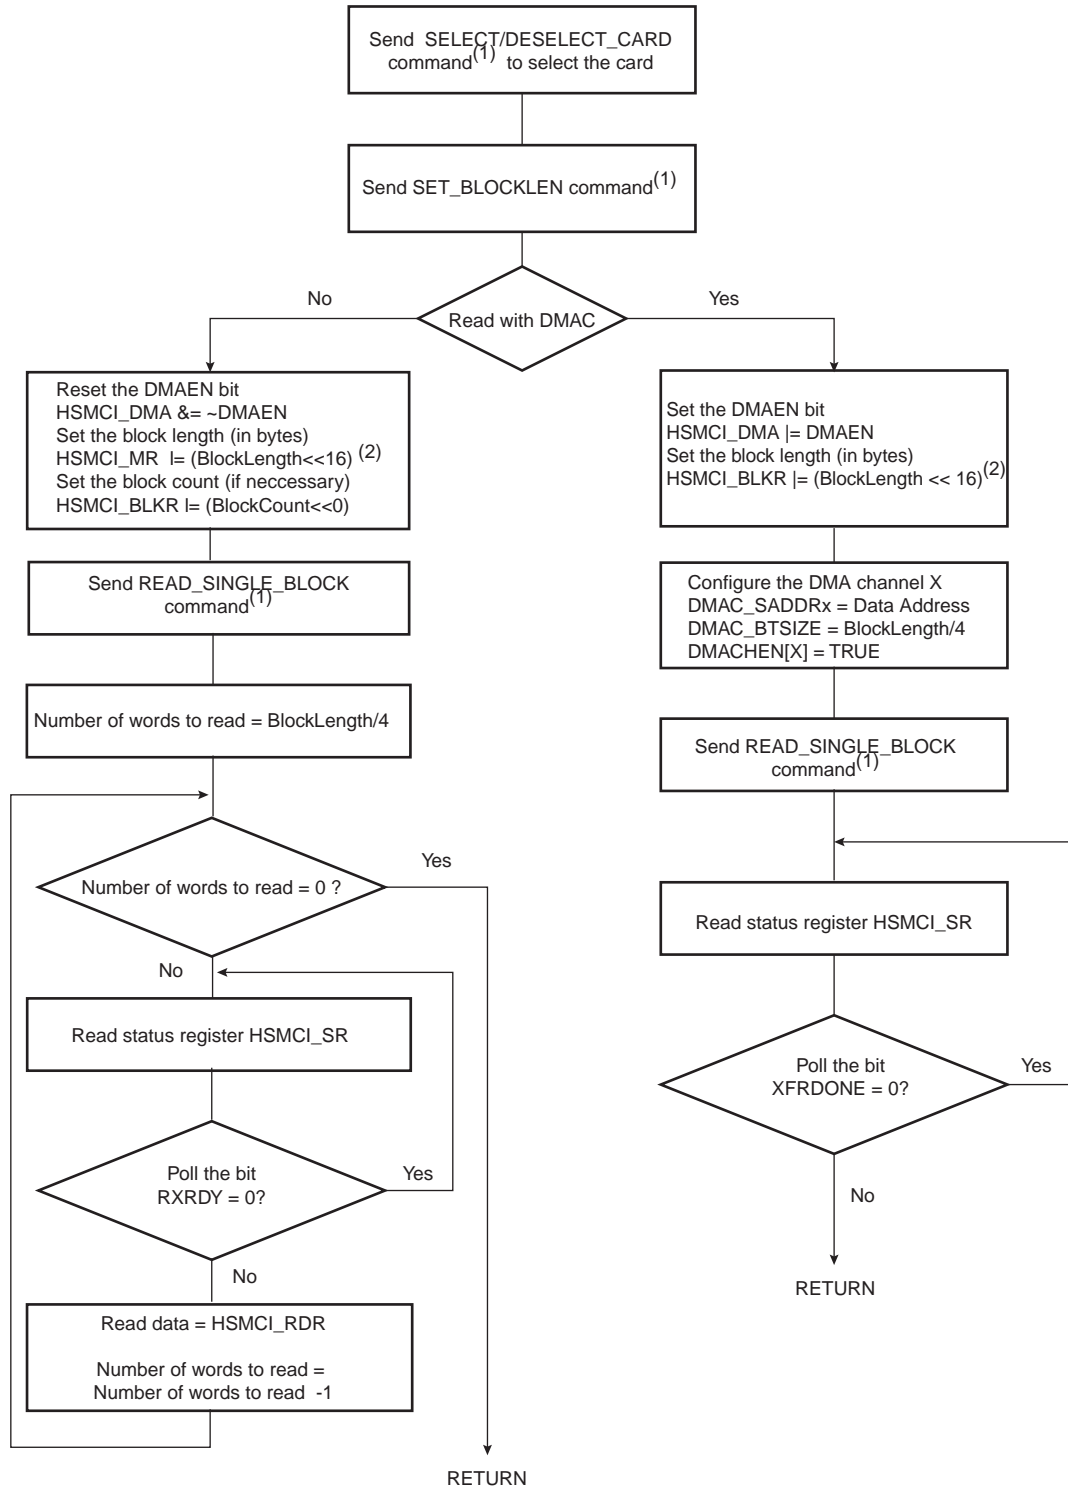 Send SELECT/DESELECT_CARD
command(1) to select the card
Send SET_BLOCKLEN command(1)
No
Yes
Read with DMAC
Reset the DMAEN bit
HSMCI_DMA &= ~DMAEN
Set the block length (in bytes)
HSMCI_MR l= (BlockLength<<16) (2)
Set the block count (if neccessary)
HSMCI_BLKR l= (BlockCount<<0)
Send READ_SINGLE_BLOCK
command(1)
Number of words to read = BlockLength/4
Number of words to read = 0 ?
Yes
No
Read status register HSMCI_SR
Poll the bit
RXRDY = 0?
Yes
No
Read data = HSMCI_RDR
Number of words to read =
Number of words to read -1
RETURN
Set the DMAEN bit
HSMCI_DMA |= DMAEN
Set the block length (in bytes)
HSMCI_BLKR |= (BlockLength << 16)(2)
Configure the DMA channel X
DMAC_SADDRx = Data Address
DMAC_BTSIZE = BlockLength/4
DMACHEN[X] = TRUE
Send READ_SINGLE_BLOCK
command(1)
Read status register HSMCI_SR
Poll the bit
XFRDONE = 0?
Yes
No
RETURN